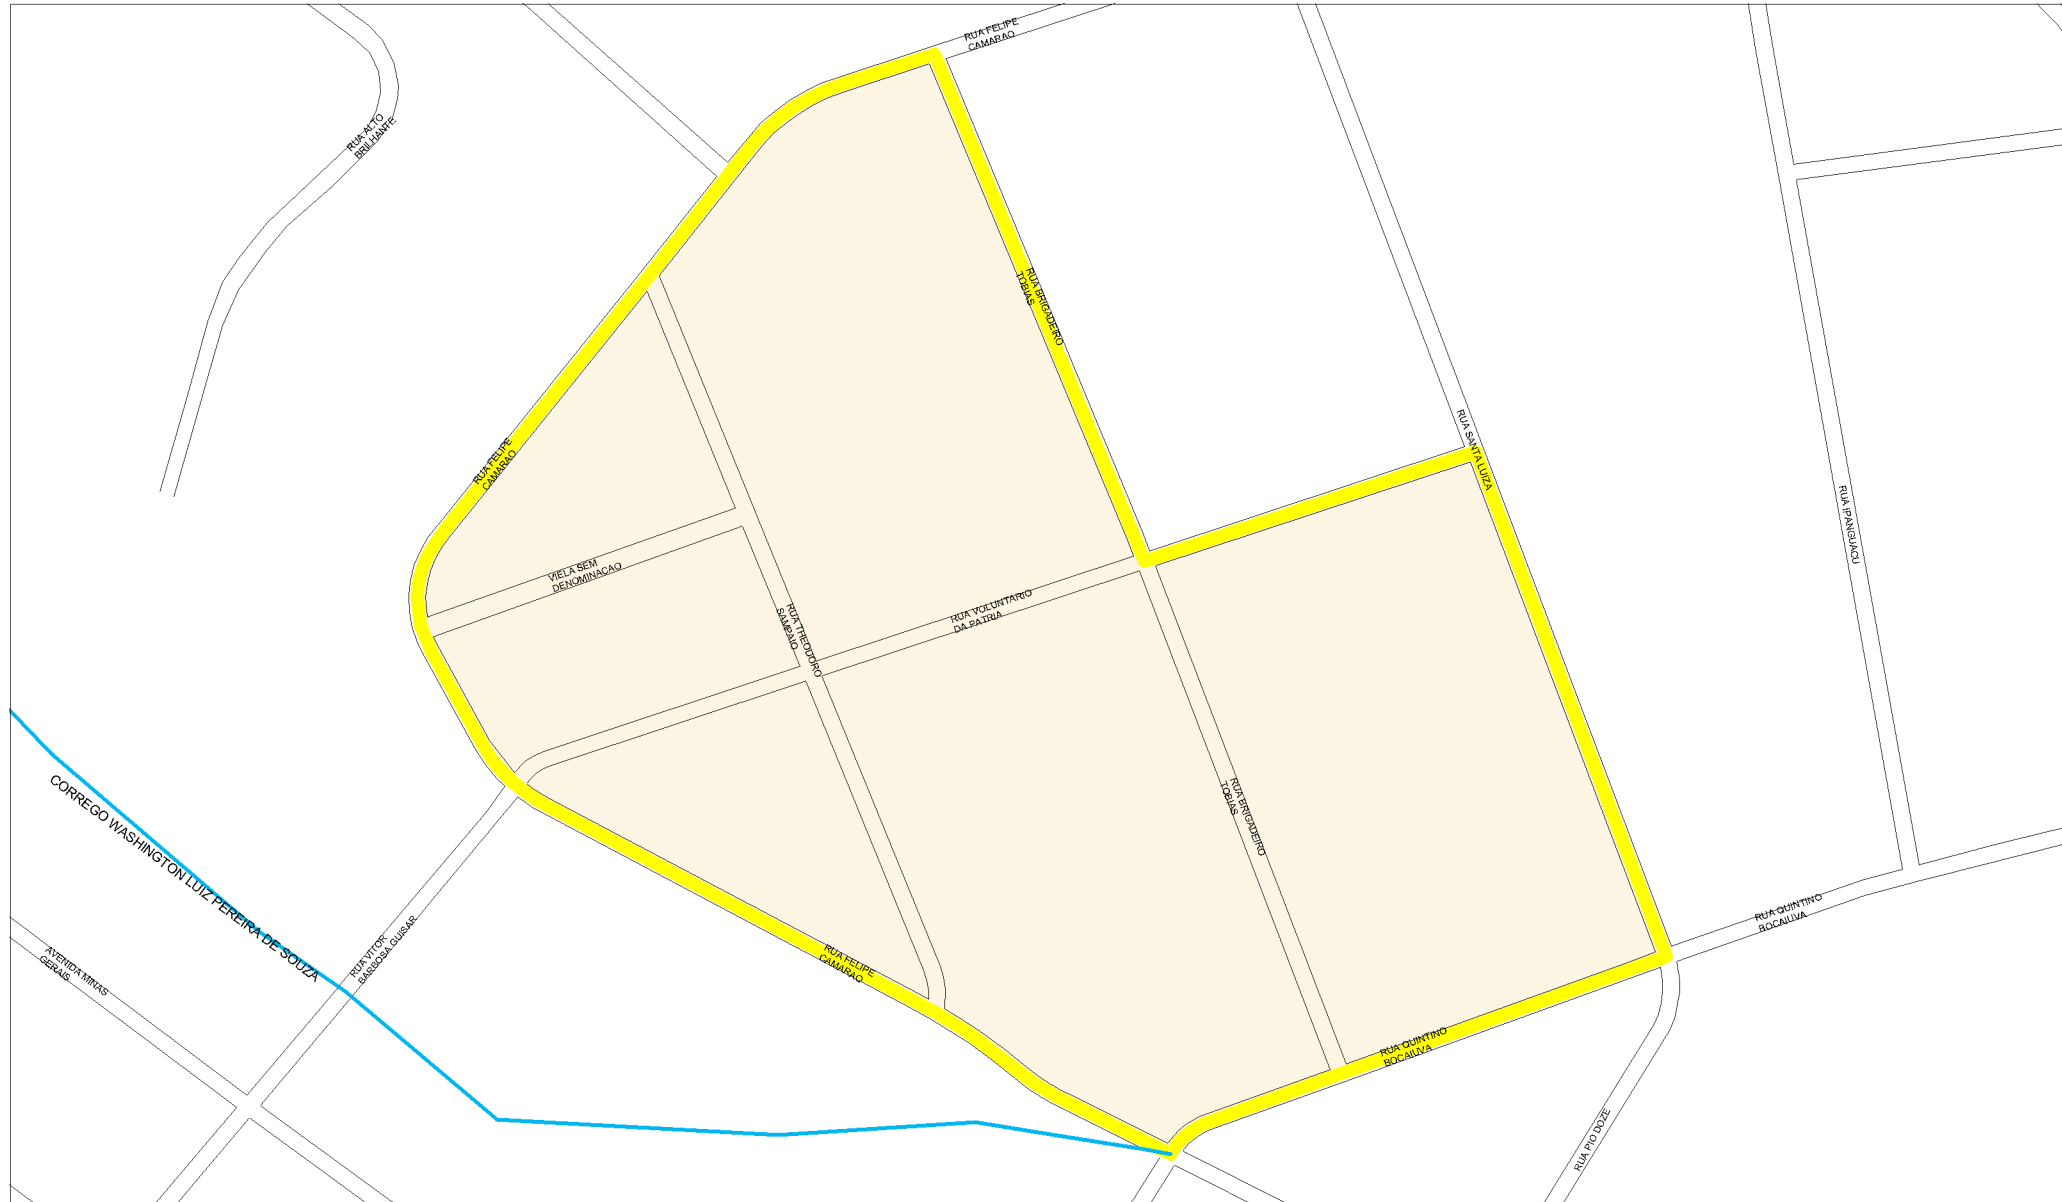 RUA FELIPE
CAMARAO
RUA ALTO
BRILHANTE
RUA BRIGADEIRO
TOBIAS
RUA FELIPE
CAMARAO
RUA SANTA LUIZA
RUA IPANGUACU
VIELA SEM
DENOMINACAO
RUA THEODORO
SAMPAIO
RUA VOLUNTARIO
DA PATRIA
CORREGO WASHINGTON LUIZ PEREIRA DE SOUZA
RUA BRIGADEIRO
TOBIAS
RUA QUINTINO
BOCAIUVA
RUA VITOR
BARBOSA GUISAR
AVENIDA MINAS
GERAIS
RUA FELIPE
CAMARAO
RUA QUINTINO
BOCAIUVA
RUA PIO DOZE